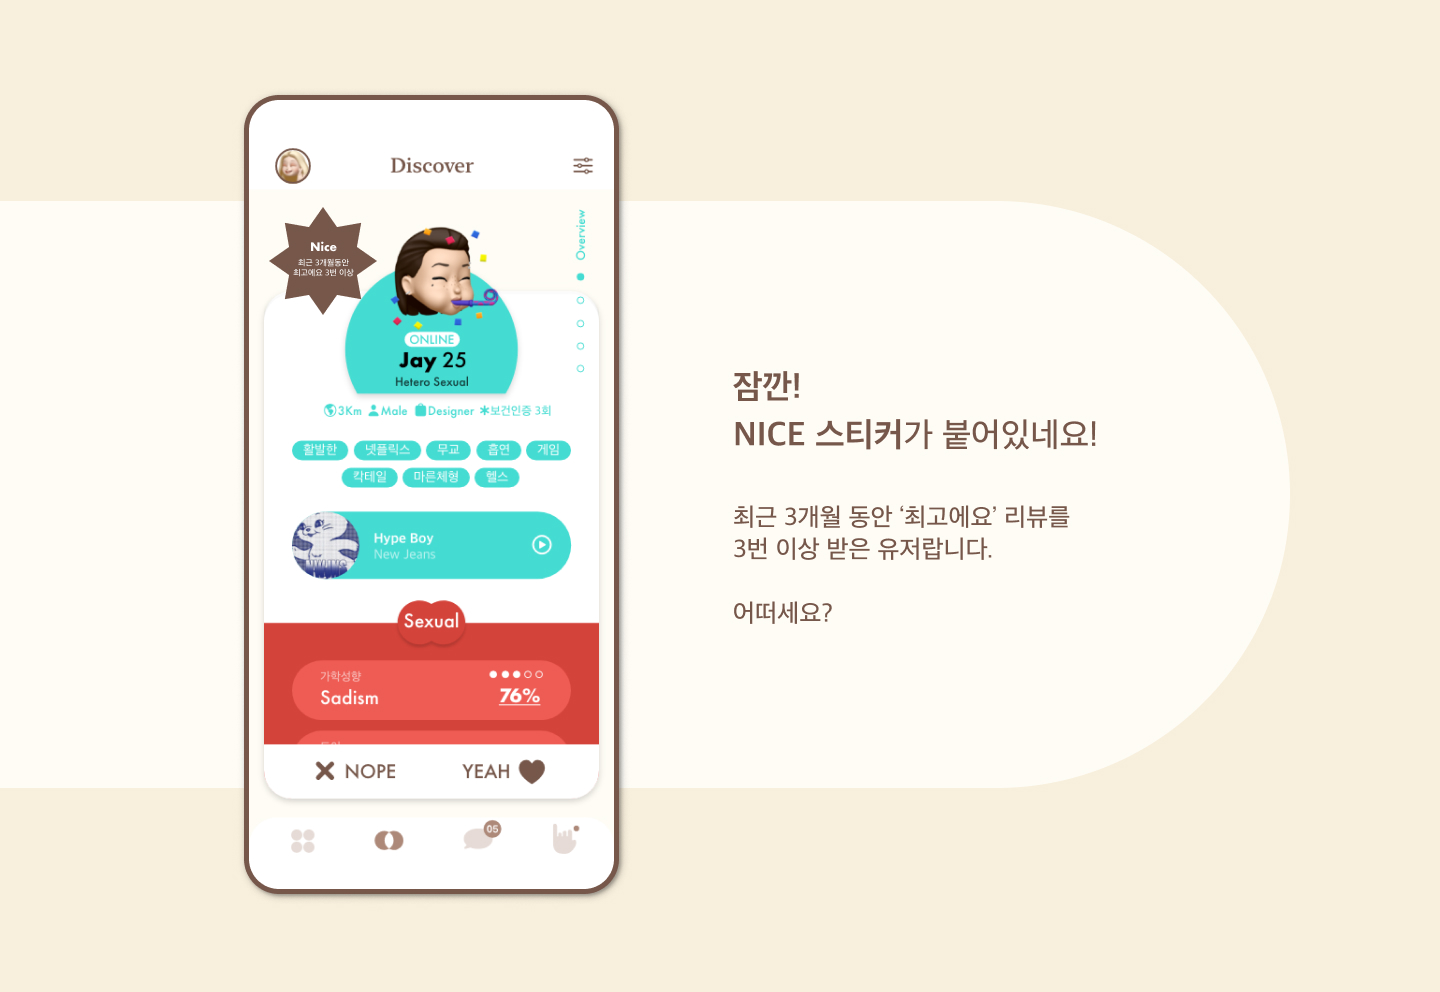 Discover
Nice
최근 3개월동안
최고에요 3번 이상
Overview
ONLINE
Jay 25
Hetero Sexual
3Km Male Designer 보건인증 3회
활발한 넷플릭스 무교 흡연 게임
칵테일 마른체형 헬스
Hype Boy
New Jeans
Sexual
가학성향
Sadism
76%
NOPE YEAH
05
잠깐!
NICE 스티커가 붙어있네요!
최근 3개월 동안 ‘최고에요’ 리뷰를
3번 이상 받은 유저랍니다.
어떠세요?